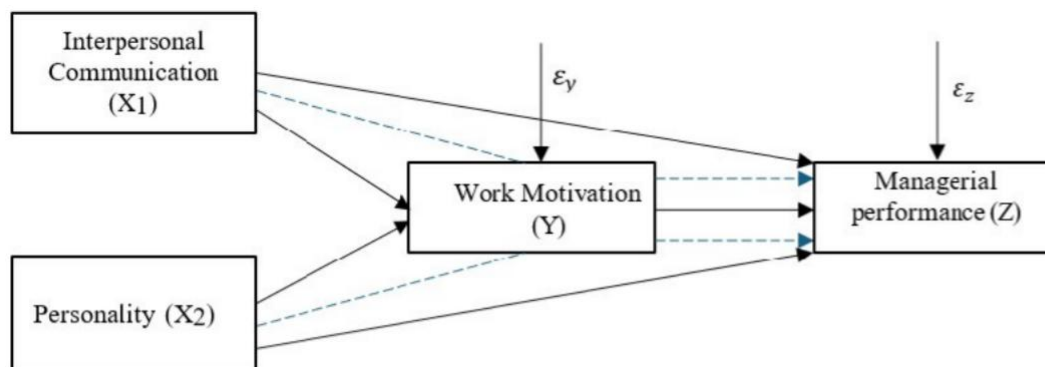 Interpersonal
Communication
(X1)
εy
εz
Work Motivation
(Y)
Managerial
performance (Z)
Personality (X2)